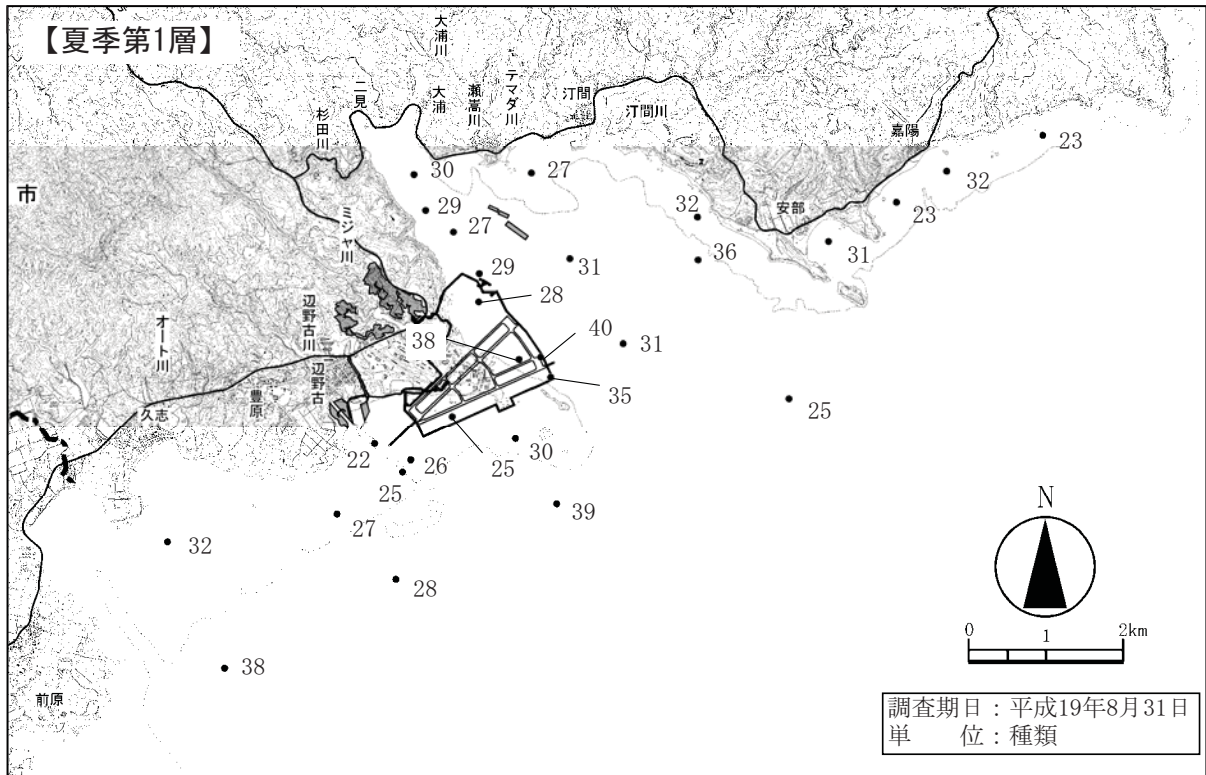 【夏季第1層】
大浦川
テマダ川
瀬嵩川
大浦
二見
杉田川
汀間
汀間川
嘉陽
安部
市
ミジャ川
辺野古川
辺野古
オート川
豊原
久志
前原
23
32
23
31
32
36
27
30
29
27
31
29
28
38
40
31
35
25
22
26
25
25
30
39
27
32
28
38
N
0 1 2km
調査期日：平成19年8月31日
単　　位：種類